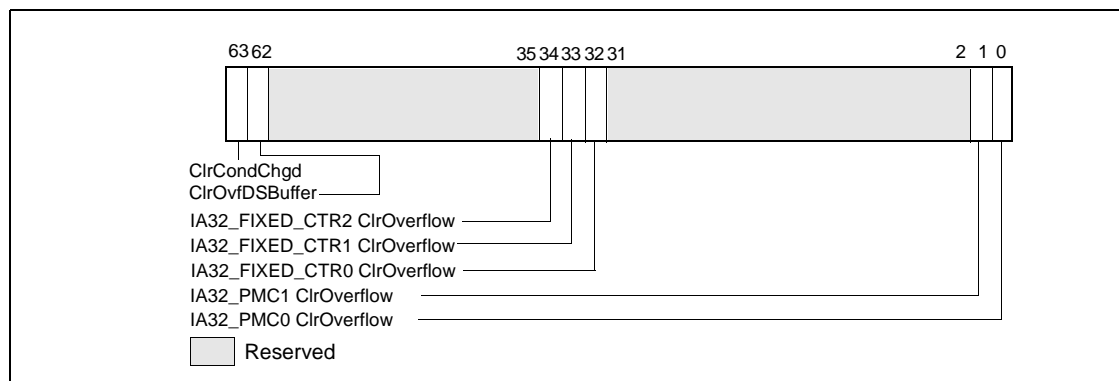 63 62 35 34 33 32 31 2 1 0
ClrCondChgd
ClrOvfDSBuffer
IA32_FIXED_CTR2 ClrOverflow
IA32_FIXED_CTR1 ClrOverflow
IA32_FIXED_CTR0 ClrOverflow
IA32_PMC1 ClrOverflow
IA32_PMC0 ClrOverflow
Reserved